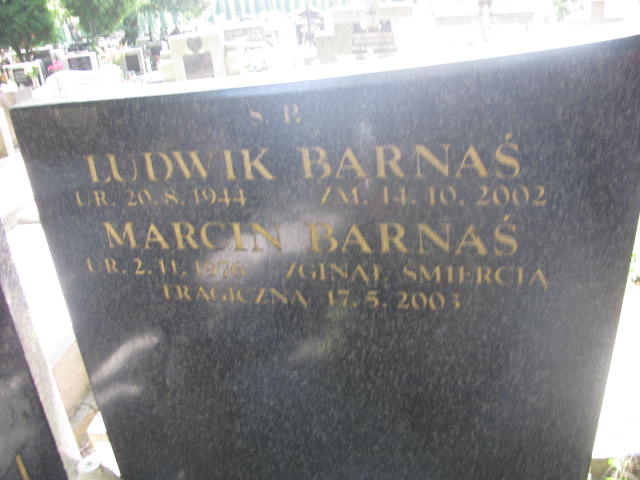 Ś. P.
LUDWIK BARNAŚ
UR. 20.8.1944 ZM. 14.10.2002
MARCIN BARNAŚ
UR. 2.11.1976 ZGINĄŁ ŚMIERCIĄ
TRAGICZNĄ 17.5.2003